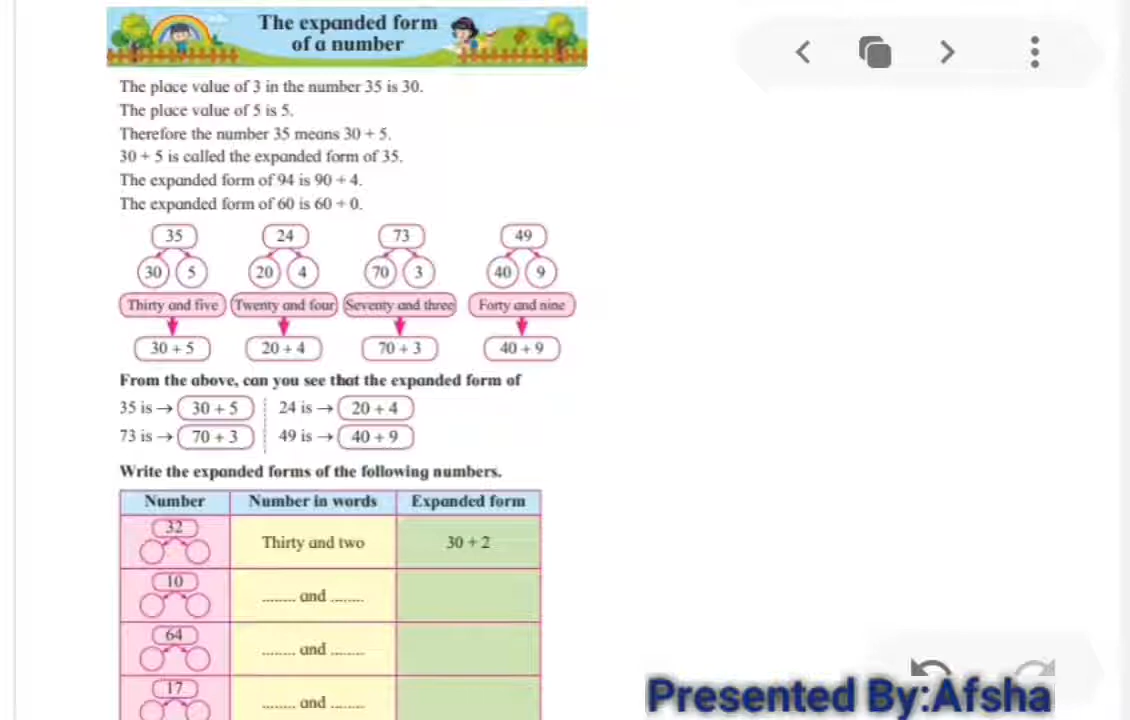 The expanded form
of a number
The place value of 3 in the number 35 is 30.
The place value of 5 is 5.
Therefore the number 35 means 30 + 5.
30 + 5 is called the expanded form of 35.
The expanded form of 94 is 90 + 4.
The expanded form of 60 is 60 + 0.
35 24 73 49
30 5 20 4 70 3 40 9
Thirty and five Twenty and four Seventy and three Forty and nine
30 + 5 20 + 4 70 + 3 40 + 9
From the above, can you see that the expanded form of
35 is → 30 + 5 24 is → 20 + 4
73 is → 70 + 3 49 is → 40 + 9
Write the expanded forms of the following numbers.
Number Number in words Expanded form
32
Thirty and two 30 + 2
10
........ and ........
64
........ and ........
17
........ and ........
Presented By:Afsha